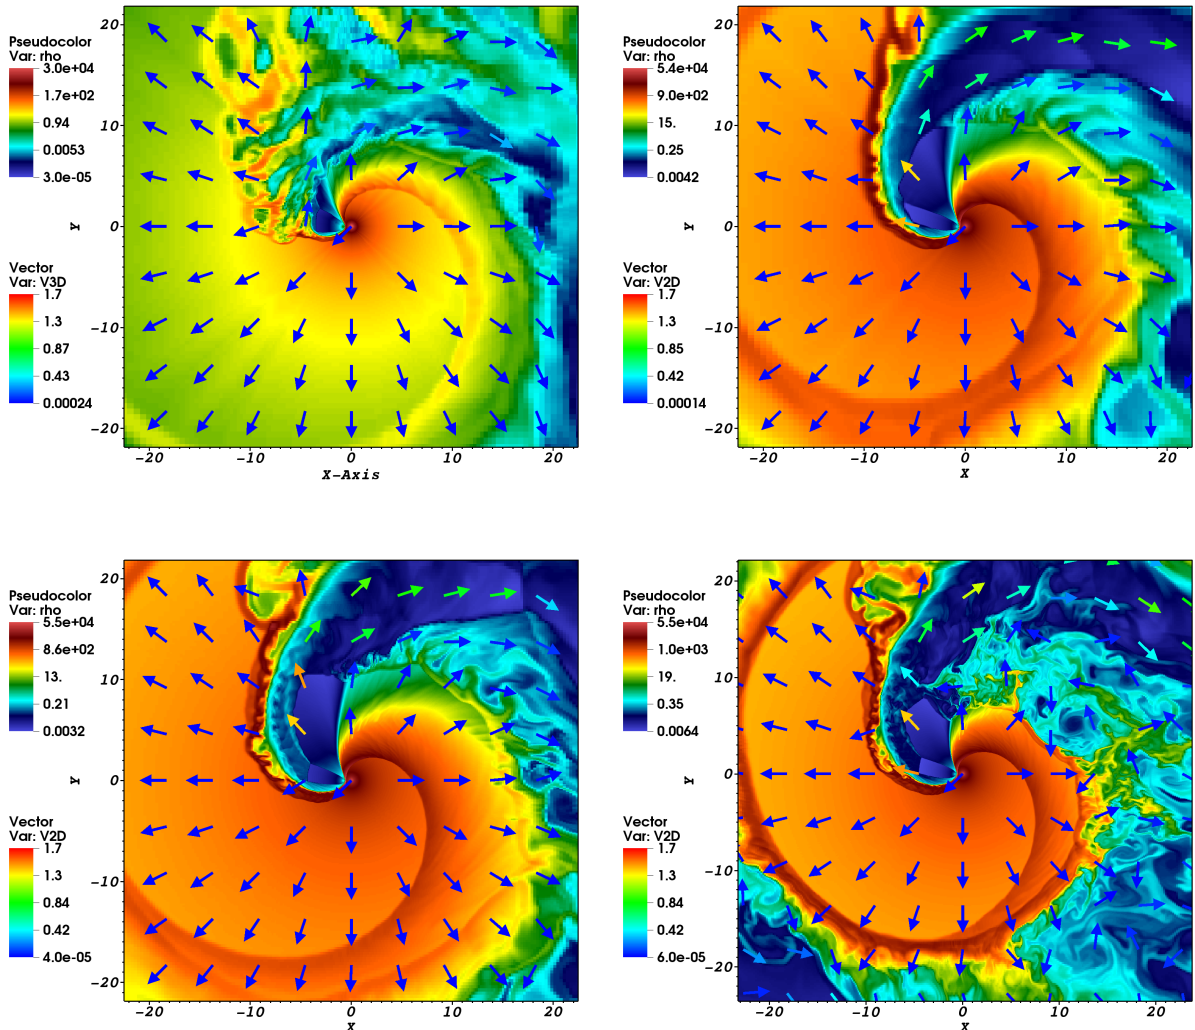 Pseudocolor
Var: rho
3.0e+04
1.7e+02
0.94
0.0053
3.0e-05
Vector
Var: V3D
1.7
1.3
0.87
0.43
0.00024
20
10
0
-10
-20
Y
-20 -10 0 10 20
X-Axis
Pseudocolor
Var: rho
5.4e+04
9.0e+02
15.
0.25
0.0042
Vector
Var: V2D
1.7
1.3
0.85
0.42
0.00014
20
10
0
-10
-20
Y
-20 -10 0 10 20
X
Pseudocolor
Var: rho
5.5e+04
8.6e+02
13.
0.21
0.0032
Vector
Var: V2D
1.7
1.3
0.84
0.42
4.0e-05
20
10
0
-10
-20
Y
-20 -10 0 10 20
X
Pseudocolor
Var: rho
5.5e+04
1.0e+03
19.
0.35
0.0064
Vector
Var: V2D
1.7
1.3
0.84
0.42
6.0e-05
20
10
0
-10
-20
Y
-20 -10 0 10 20
X